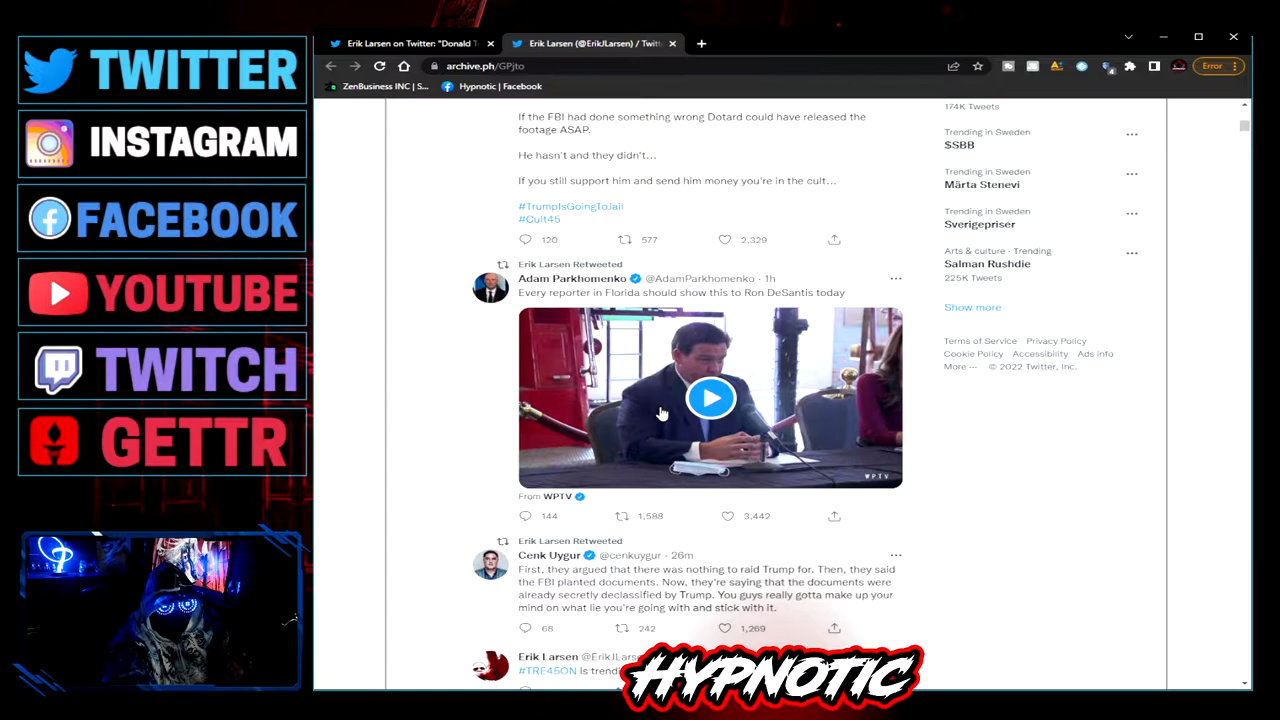 TWITTER
INSTAGRAM
FACEBOOK
YOUTUBE
TWITCH
GETTR
Erik Larsen on Twitter: "Donald T
Erik Larsen (@ErikJLarsen) / Twitt
archive.ph/GPjto
Error
ZenBusiness INC | S...
Hypnotic | Facebook
If the FBI had done something wrong Dotard could have released the
footage ASAP.
He hasn't and they didn't...
If you still support him and send him money you're in the cult...
#TrumpIsGoingToJail
#Cult45
120 577 2,329
Erik Larsen Retweeted
Adam Parkhomenko @AdamParkhomenko · 1h
Every reporter in Florida should show this to Ron DeSantis today
WPTV
From WPTV
144 1,588 3,442
Erik Larsen Retweeted
Cenk Uygur @cenkuygur · 26m
First, they argued that there was nothing to raid Trump for. Then, they said
the FBI planted documents. Now, they're saying that the documents were
already secretly declassified by Trump. You guys really gotta make up your
mind on what lie you're going with and stick with it.
68 242 1,269
Erik Larsen @ErikJLarse
#TRE45ON is trend
174K Tweets
Trending in Sweden
$SBB
Trending in Sweden
Märta Stenevi
Trending in Sweden
Sverigepriser
Arts & culture · Trending
Salman Rushdie
225K Tweets
Show more
Terms of Service Privacy Policy
Cookie Policy Accessibility Ads info
More ··· © 2022 Twitter, Inc.
HYPNOTIC